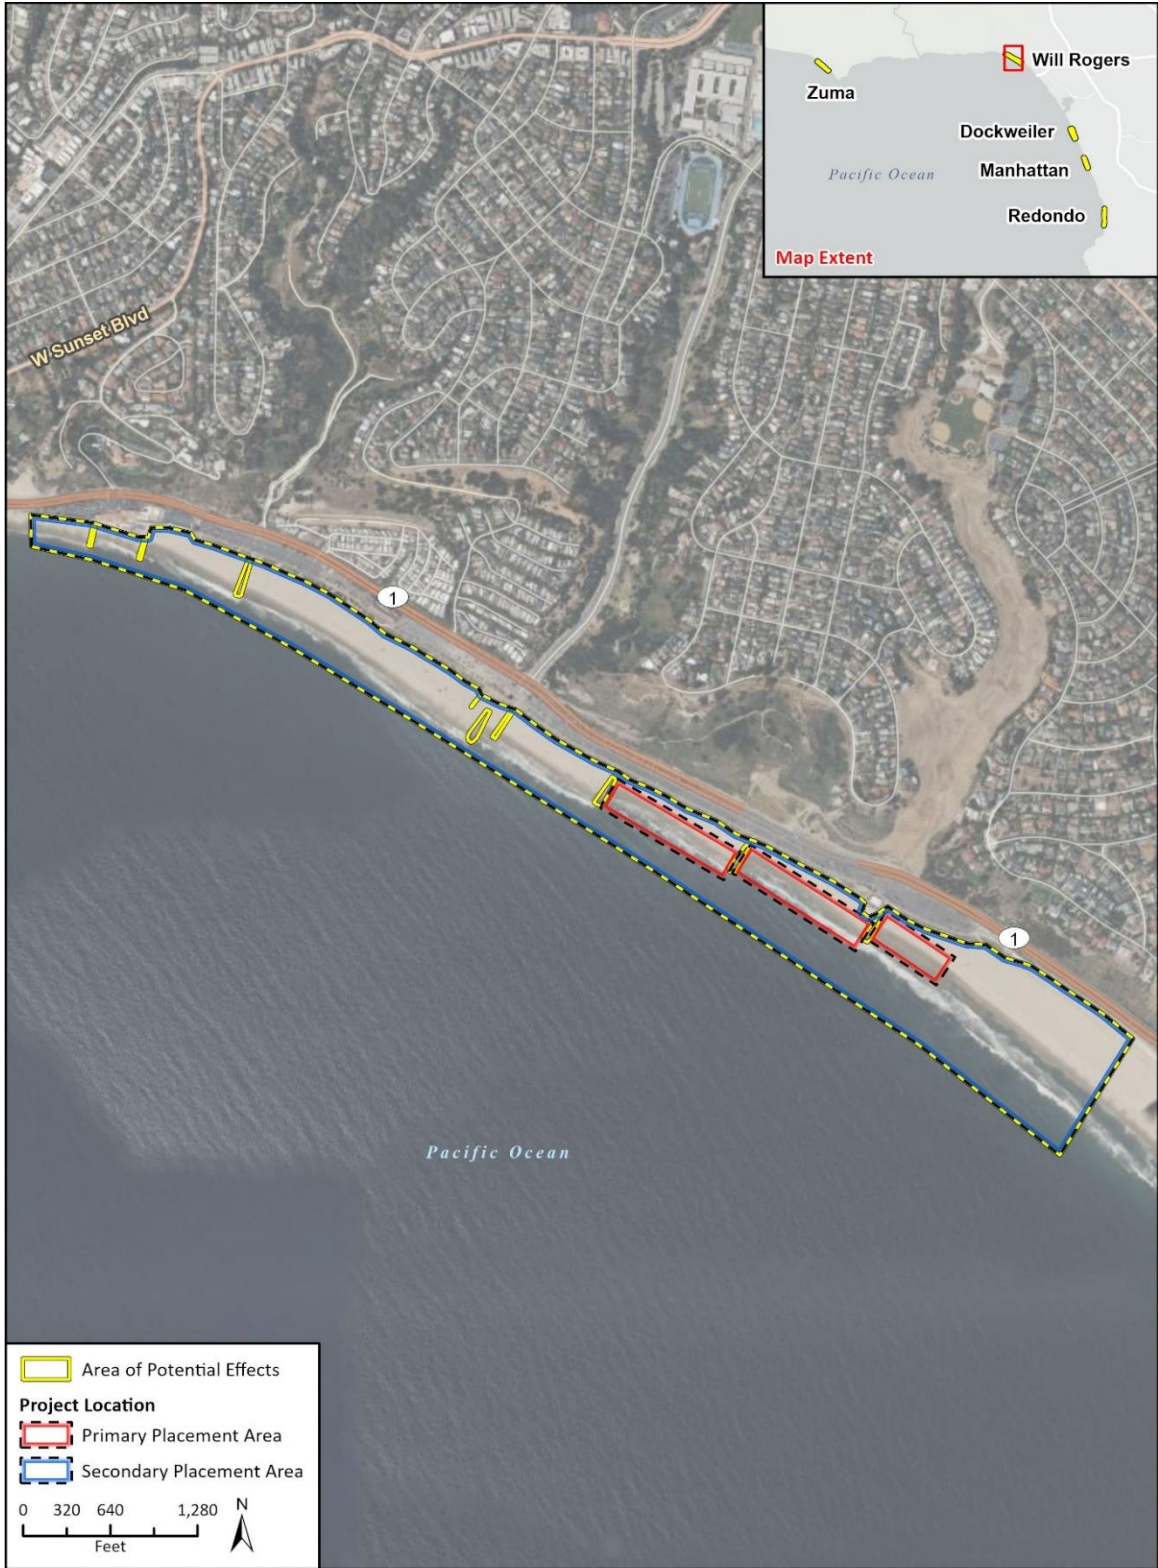 Zuma
Will Rogers
Dockweiler
Manhattan
Pacific Ocean
Redondo
Map Extent
W Sunset Blvd
1
1
Pacific Ocean
Area of Potential Effects
Project Location
Primary Placement Area
Secondary Placement Area
0 320 640 1,280
Feet
N